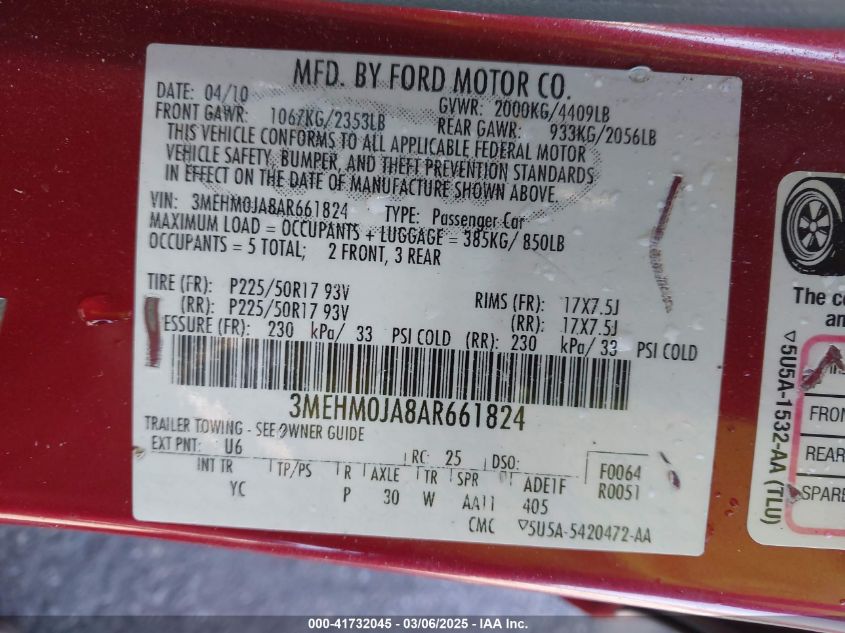 MFD. BY FORD MOTOR CO.
DATE: 04/10 GVWR: 2000KG/4409LB
FRONT GAWR: 1067KG/2353LB REAR GAWR: 933KG/2056LB
THIS VEHICLE CONFORMS TO ALL APPLICABLE FEDERAL MOTOR
VEHICLE SAFETY, BUMPER, AND THEFT PREVENTION STANDARDS
IN EFFECT ON THE DATE OF MANUFACTURE SHOWN ABOVE.
VIN: 3MEHM0JA8AR661824 TYPE: Passenger Car
MAXIMUM LOAD = OCCUPANTS + LUGGAGE = 385KG/ 850LB
OCCUPANTS = 5 TOTAL; 2 FRONT, 3 REAR
TIRE (FR): P225/50R17 93V RIMS (FR): 17X7.5J
(RR): P225/50R17 93V (RR): 17X7.5J
ESSURE (FR): 230 kPa/ 33 PSI COLD (RR): 230 kPa/ 33 PSI COLD
3MEHM0JA8AR661824
TRAILER TOWING - SEE OWNER GUIDE
EXT PNT: U6 RC: 25 DSO: F0064
INT TR TP/PS R AXLE TR SPR ADE1F R0051
YC P 30 W AA11 405
CMC ▽5U5A-5420472-AA
The co
an
▽5U5A-1532-AA (TLU)
FRON
REAR
SPARE
000-41732045 - 03/06/2025 - IAA Inc.